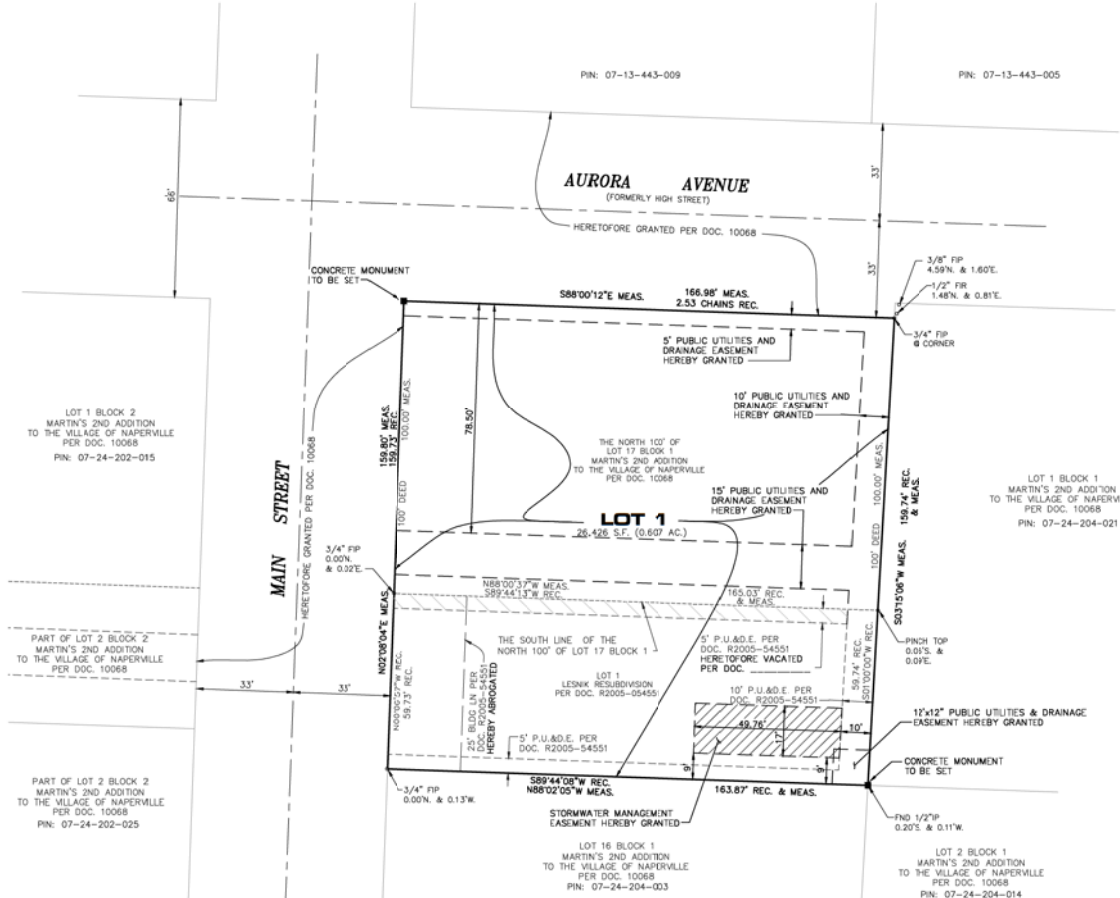 PIN: 07-13-443-009
PIN: 07-13-443-005
66'
33'
33'
AURORA AVENUE
(FORMERLY HIGH STREET)
HERETOFORE GRANTED PER DOC. 10068
CONCRETE MONUMENT
TO BE SET
S88°00'12"E MEAS.
166.98' MEAS.
2.53 CHAINS REC.
3/8" FIP
4.59'N. & 1.60'E.
1/2" FIR
1.48'N. & 0.81'E.
3/4" FIP
@ CORNER
5' PUBLIC UTILITIES AND
DRAINAGE EASEMENT
HEREBY GRANTED
10' PUBLIC UTILITIES AND
DRAINAGE EASEMENT
HEREBY GRANTED
LOT 1 BLOCK 2
MARTIN'S 2ND ADDITION
TO THE VILLAGE OF NAPERVILLE
PER DOC. 10068
PIN: 07-24-202-015
MAIN STREET
HERETOFORE GRANTED PER DOC. 10068
159.80' MEAS.
159.73' REC.
100' DEED 100.00' MEAS.
78.50'
THE NORTH 100' OF
LOT 17 BLOCK 1
MARTIN'S 2ND ADDITION
TO THE VILLAGE OF NAPERVILLE
PER DOC. 10068
15' PUBLIC UTILITIES AND
DRAINAGE EASEMENT
HEREBY GRANTED
LOT 1
26,426 S.F. (0.607 AC.)
100' DEED 100.00' MEAS.
S03°15'06"W MEAS. 159.74' REC.
& MEAS.
LOT 1 BLOCK 1
MARTIN'S 2ND ADDITION
TO THE VILLAGE OF NAPERVI
PER DOC. 10068
PIN: 07-24-204-021
3/4" FIP
0.00'N.
& 0.02'E.
N88°00'37"W MEAS.
S89°44'13"W REC.
165.03' REC.
& MEAS.
THE SOUTH LINE OF THE
NORTH 100' OF LOT 17 BLOCK 1
5' P.U.&D.E. PER
DOC. R2005-54551
HERETOFORE VACATED
PER DOC.
PINCH TOP
0.01'S. &
0.01'E.
PART OF LOT 2 BLOCK 2
MARTIN'S 2ND ADDITION
TO THE VILLAGE OF NAPERVILLE
PER DOC. 10068
33'
33'
N02°08'04"E MEAS.
N00°06'57"W REC.
59.73' REC.
25' BLDG LN PER
DOC. R2005-54551
HEREBY ABROGATED
LOT 1
LESNIK RESUBDIVISION
PER DOC. R2005-054551
59.74' REC.
S01°00'00"W REC.
10' P.U.&D.E. PER
DOC. R2005-54551
49.76'
17'
10'
12'x12" PUBLIC UTILITIES & DRAINAGE
EASEMENT HEREBY GRANTED
5' P.U.&D.E. PER
DOC. R2005-54551
9'
9'
CONCRETE MONUMENT
TO BE SET
PART OF LOT 2 BLOCK 2
MARTIN'S 2ND ADDITION
TO THE VILLAGE OF NAPERVILLE
PER DOC. 10068
PIN: 07-24-202-025
3/4" FIP
0.00'N. & 0.13'W.
S89°44'08"W REC.
N88°02'05"W MEAS.
163.87' REC. & MEAS.
STORMWATER MANAGEMENT
EASEMENT HEREBY GRANTED
FND 1/2"IP
0.20'S. & 0.11'W.
LOT 16 BLOCK 1
MARTIN'S 2ND ADDITION
TO THE VILLAGE OF NAPERVILLE
PER DOC. 10068
PIN: 07-24-204-003
LOT 2 BLOCK 1
MARTIN'S 2ND ADDITION
TO THE VILLAGE OF NAPERVILLE
PER DOC. 10068
PIN: 07-24-204-014